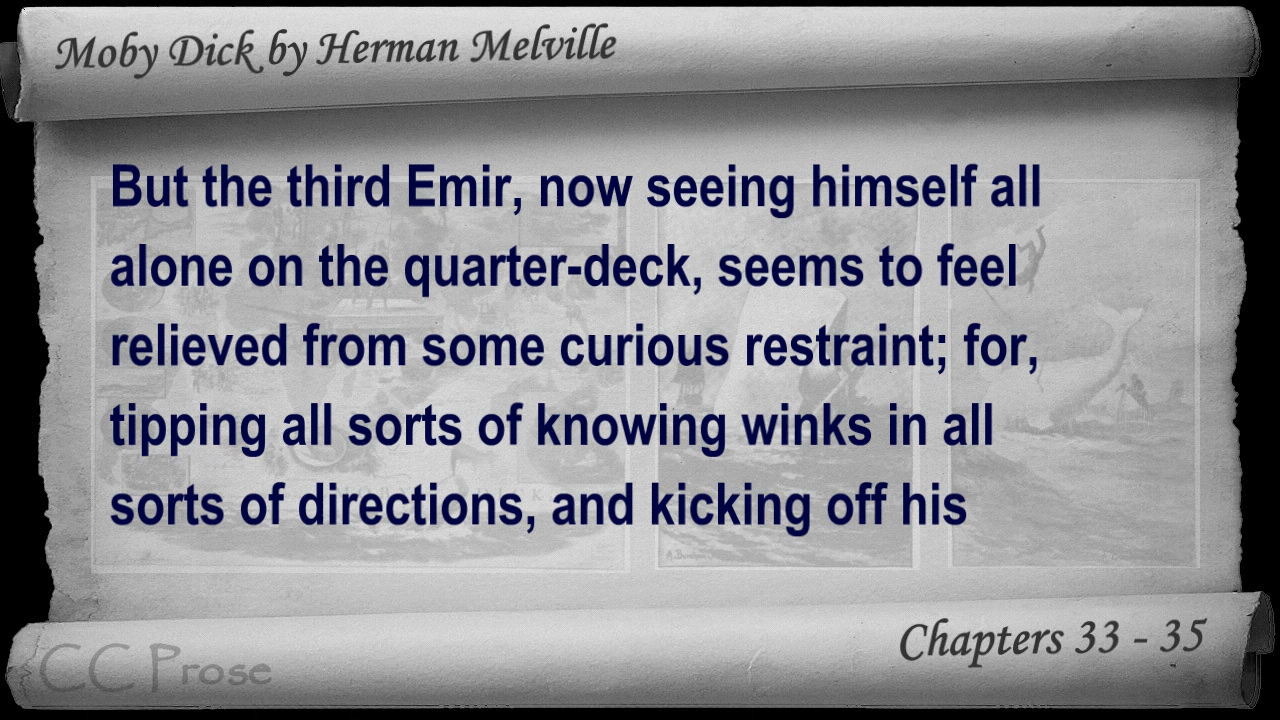 Moby Dick by Herman Melville
But the third Emir, now seeing himself all
alone on the quarter-deck, seems to feel
relieved from some curious restraint; for,
tipping all sorts of knowing winks in all
sorts of directions, and kicking off his
Chapters 33 - 35
CC Prose